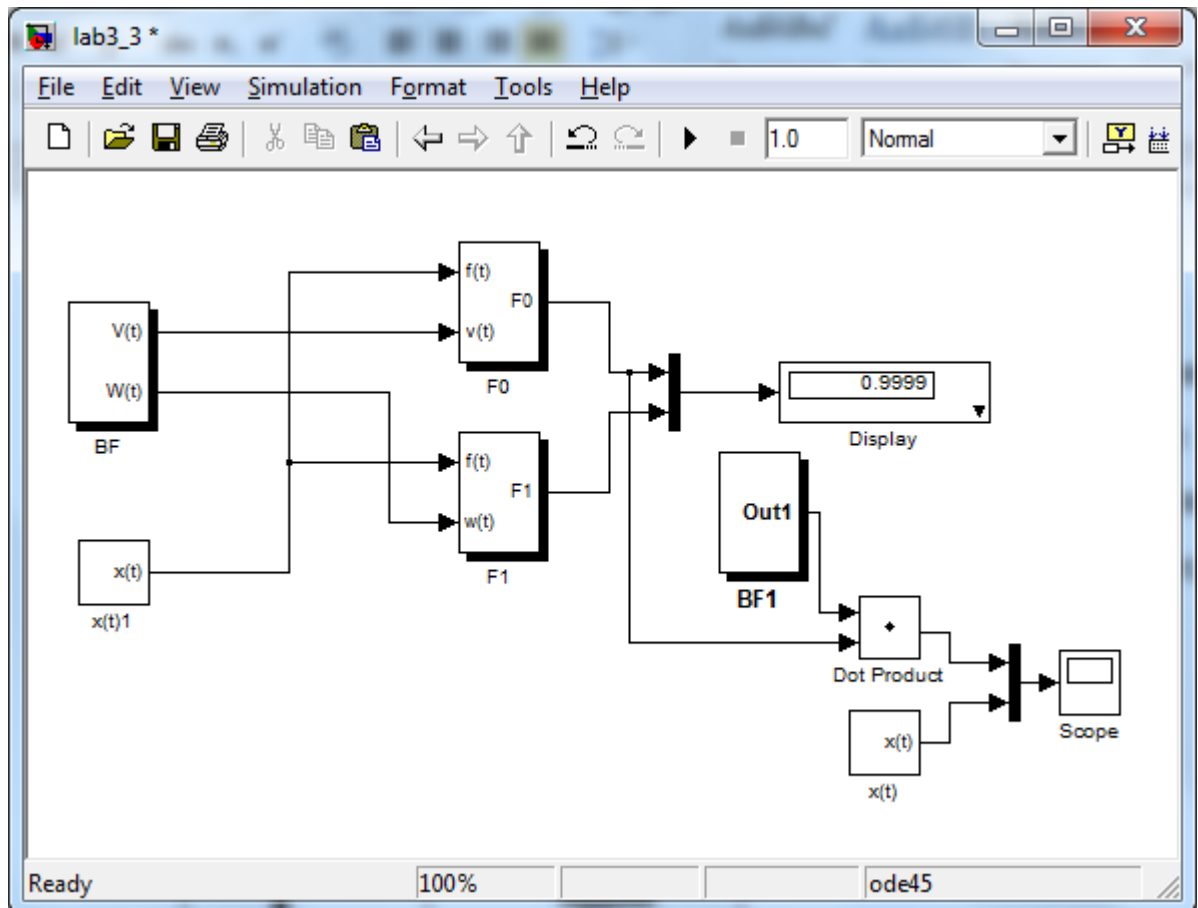 lab3_3 *
File Edit View Simulation Format Tools Help
1.0 Normal
f(t)
F0
v(t)
F0
V(t)
W(t)
BF
0.9999
Display
f(t)
F1
w(t)
F1
Out1
BF1
x(t)
x(t)1
Dot Product
Scope
x(t)
x(t)
Ready 100% ode45